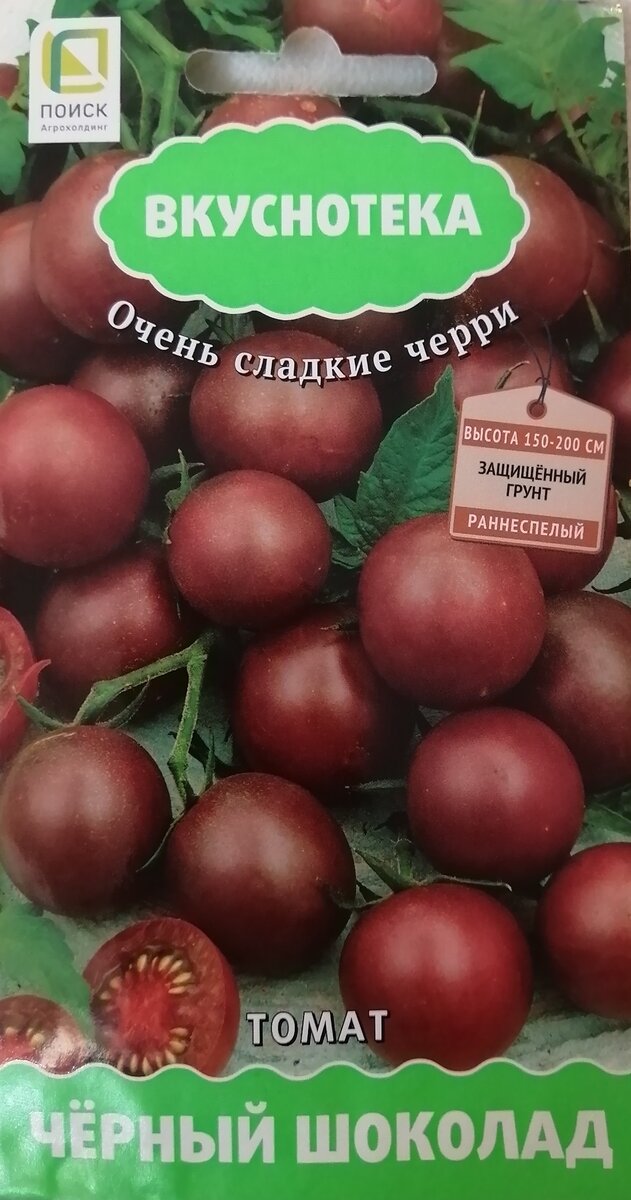 ПОИСК
Агрохолдинг
ВКУСНОТЕКА
Очень сладкие черри
ВЫСОТА 150-200 СМ
ЗАЩИЩЁННЫЙ
ГРУНТ
РАННЕСПЕЛЫЙ
ТОМАТ
ЧЁРНЫЙ ШОКОЛАД